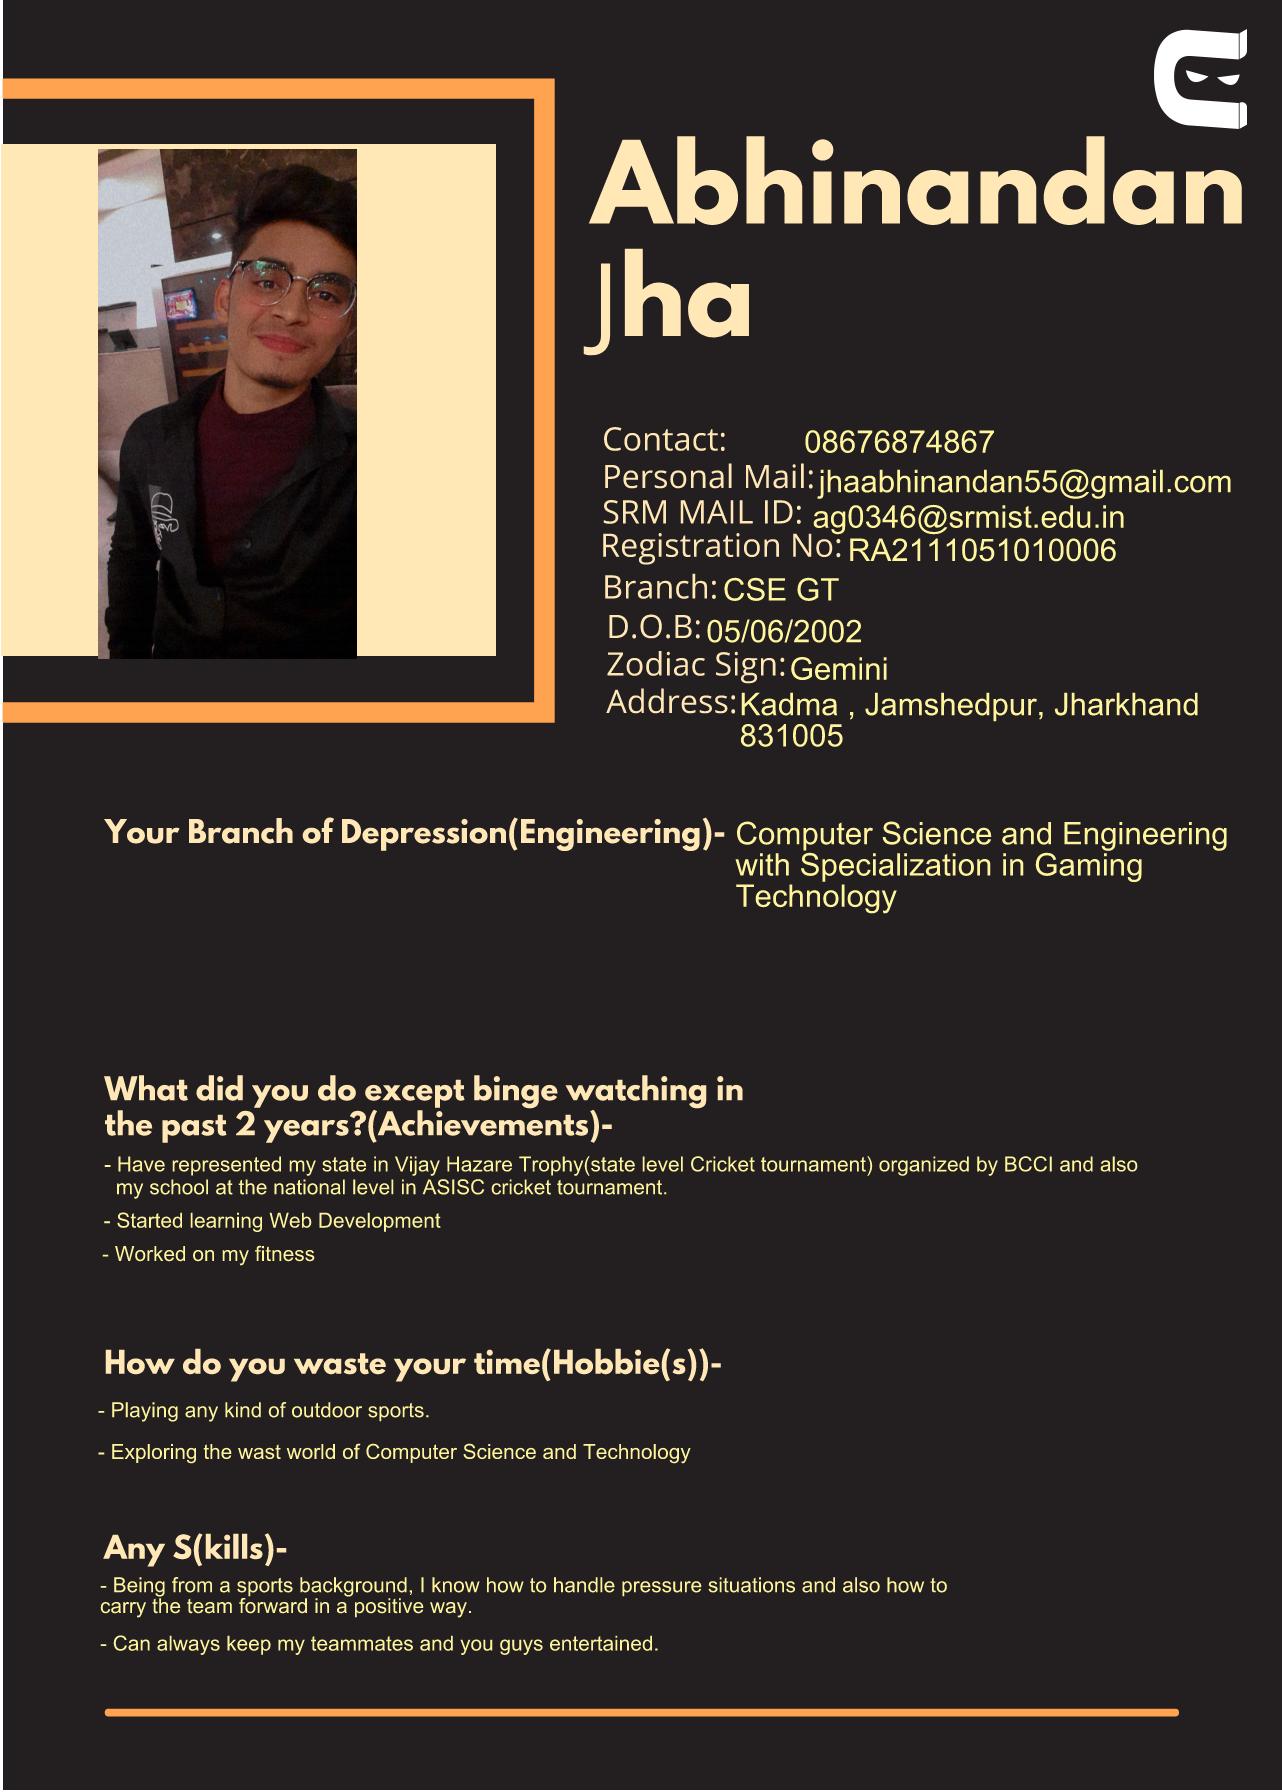 Abhinandan
Jha
Contact: 08676874867
Personal Mail: jhaabhinandan55@gmail.com
SRM MAIL ID: ag0346@srmist.edu.in
Registration No: RA2111051010006
Branch: CSE GT
D.O.B: 05/06/2002
Zodiac Sign: Gemini
Address: Kadma , Jamshedpur, Jharkhand
831005
Your Branch of Depression(Engineering)- Computer Science and Engineering
with Specialization in Gaming
Technology
What did you do except binge watching in
the past 2 years?(Achievements)-
- Have represented my state in Vijay Hazare Trophy(state level Cricket tournament) organized by BCCI and also
my school at the national level in ASISC cricket tournament.
- Started learning Web Development
- Worked on my fitness
How do you waste your time(Hobbie(s))-
- Playing any kind of outdoor sports.
- Exploring the wast world of Computer Science and Technology
Any S(kills)-
- Being from a sports background, I know how to handle pressure situations and also how to
carry the team forward in a positive way.
- Can always keep my teammates and you guys entertained.